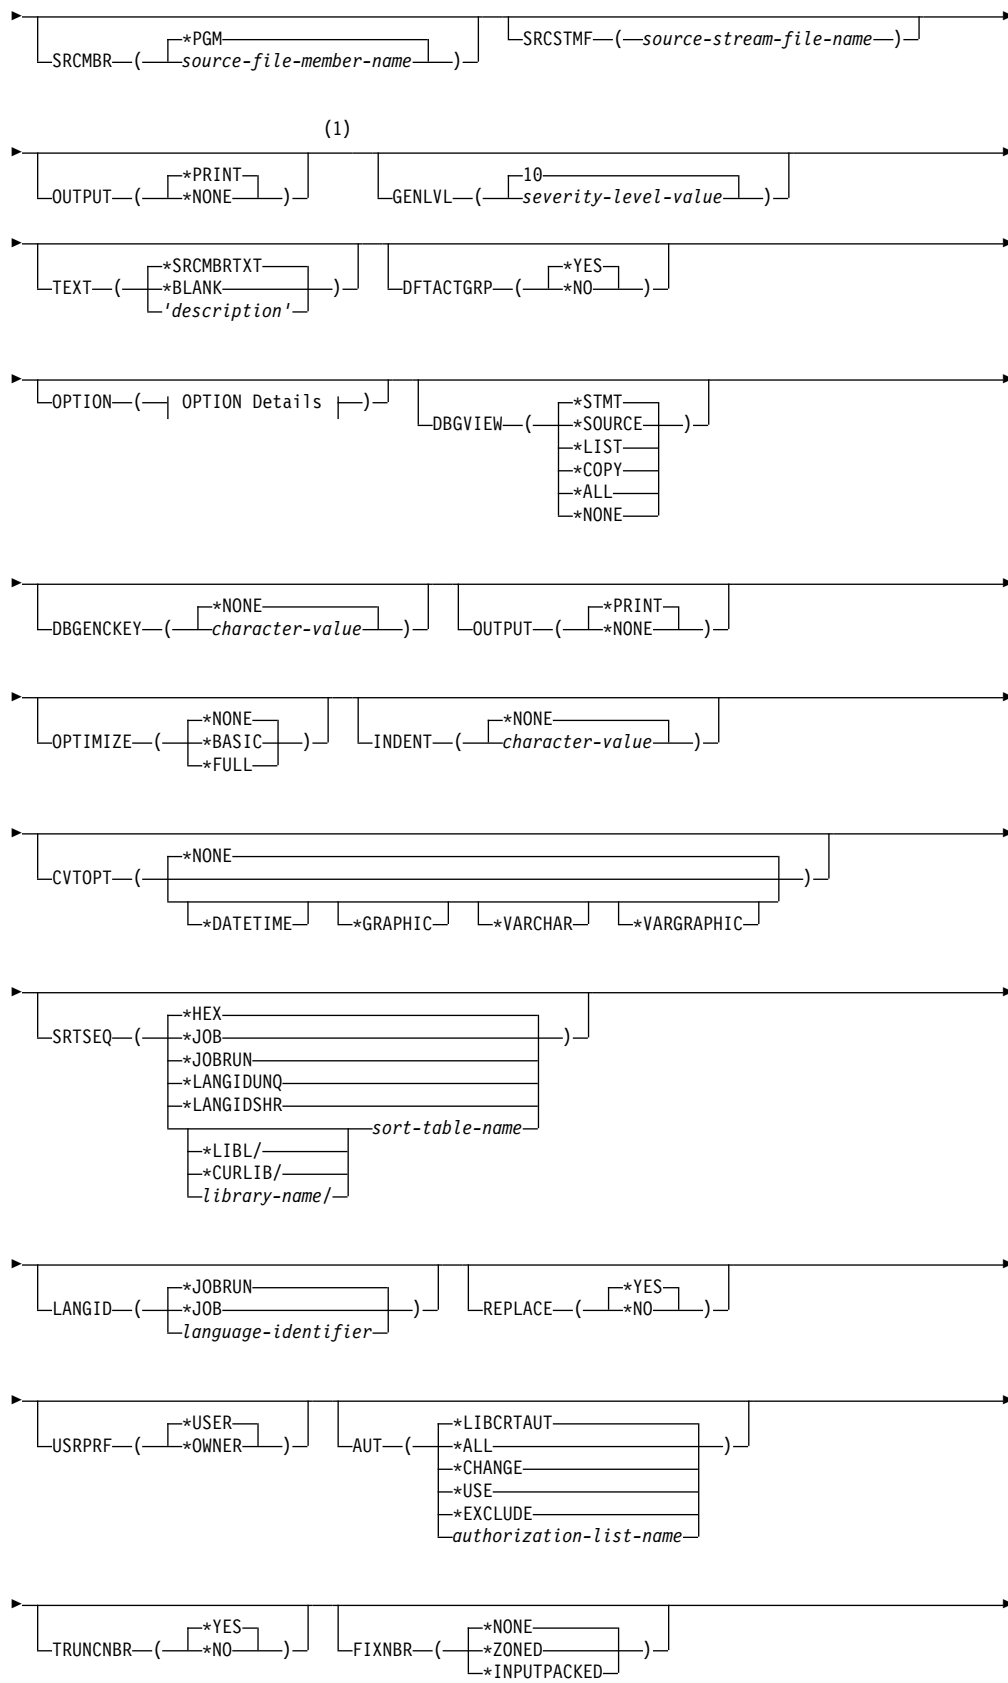 *PGM
SRCMBR ( source-file-member-name )
SRCSTMF ( source-stream-file-name )
(1)
*PRINT
OUTPUT ( *NONE )
10
GENLVL ( severity-level-value )
*SRCMBRTXT
TEXT ( *BLANK )
'description'
*YES
DFTACTGRP ( *NO )
OPTION ( OPTION Details )
*STMT
DBGVIEW ( *SOURCE )
*LIST
*COPY
*ALL
*NONE
*NONE
DBGENCKEY ( character-value )
*PRINT
OUTPUT ( *NONE )
*NONE
OPTIMIZE ( *BASIC )
*FULL
*NONE
INDENT ( character-value )
*NONE
CVTOPT ( )
*DATETIME *GRAPHIC *VARCHAR *VARGRAPHIC
*HEX
SRTSEQ ( *JOB )
*JOBRUN
*LANGIDUNQ
*LANGIDSHR
sort-table-name
*LIBL/
*CURLIB/
library-name/
*JOBRUN
LANGID ( *JOB )
language-identifier
*YES
REPLACE ( *NO )
*USER
USRPRF ( *OWNER )
*LIBCRTAUT
AUT ( *ALL )
*CHANGE
*USE
*EXCLUDE
authorization-list-name
*YES
TRUNCNBR ( *NO )
*NONE
FIXNBR ( *ZONED )
*INPUTPACKED